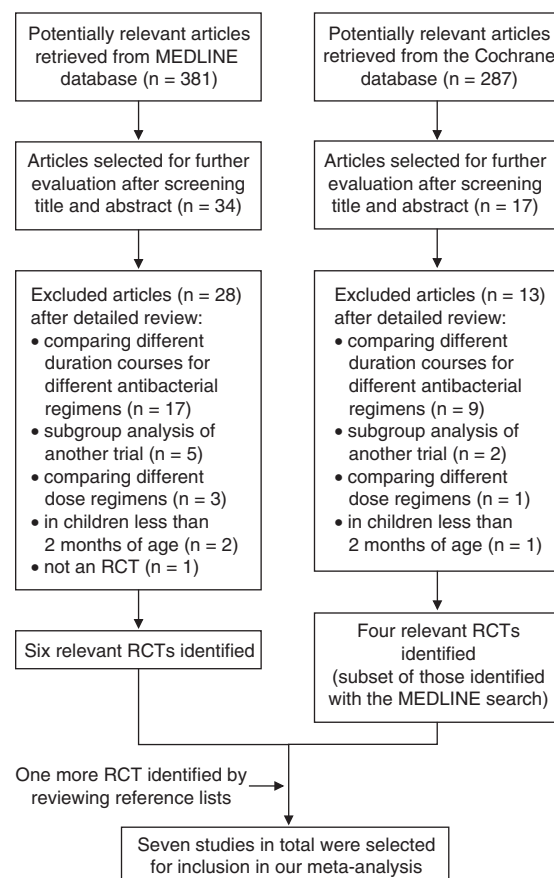 Potentially relevant articles
retrieved from MEDLINE
database (n = 381)
Potentially relevant articles
retrieved from the Cochrane
database (n = 287)
Articles selected for further
evaluation after screening
title and abstract (n = 34)
Articles selected for further
evaluation after screening
title and abstract (n = 17)
Excluded articles (n = 28)
after detailed review:
• comparing different
duration courses for
different antibacterial
regimens (n = 17)
• subgroup analysis of
another trial (n = 5)
• comparing different
dose regimens (n = 3)
• in children less than
2 months of age (n = 2)
• not an RCT (n = 1)
Excluded articles (n = 13)
after detailed review:
• comparing different
duration courses for
different antibacterial
regimens (n = 9)
• subgroup analysis of
another trial (n = 2)
• comparing different
dose regimens (n = 1)
• in children less than
2 months of age (n = 1)
Six relevant RCTs identified
Four relevant RCTs
identified
(subset of those identified
with the MEDLINE search)
One more RCT identified by
reviewing reference lists
Seven studies in total were selected
for inclusion in our meta-analysis